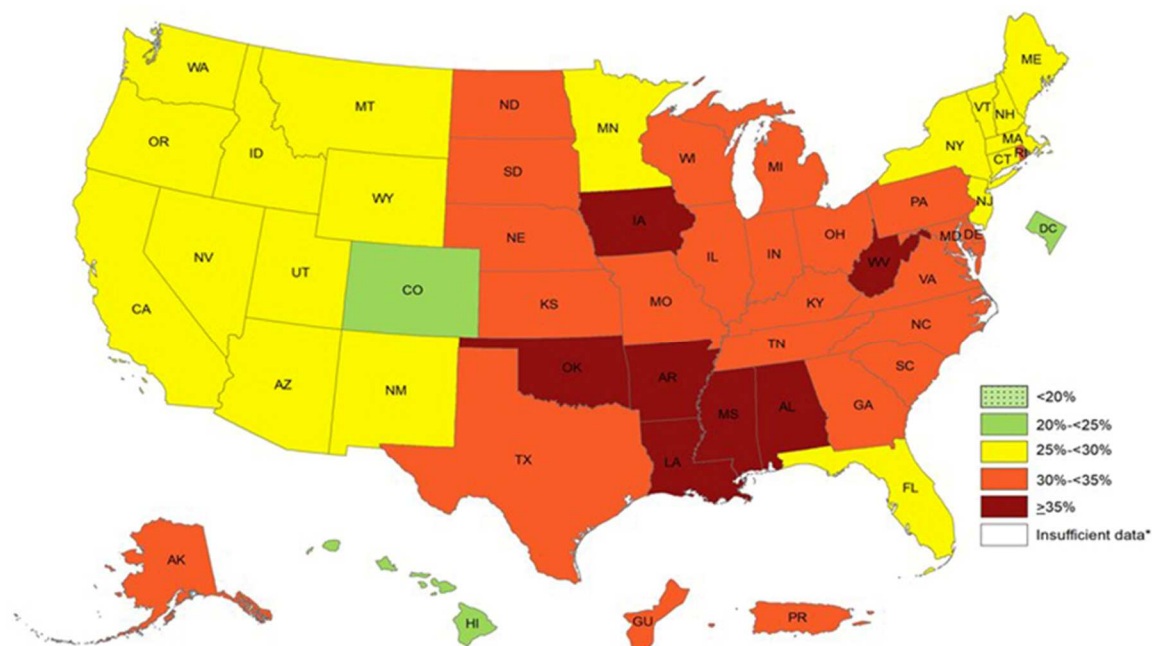 WA
MT
ND
MN
ME
VT
NH
OR
ID
WY
SD
WI
MI
NY
MA
CT
RI
NV
UT
CO
NE
IA
IL
IN
OH
PA
NJ
MD
DE
DC
WV
VA
CA
KS
MO
KY
AZ
NM
OK
AR
TN
NC
SC
MS
AL
GA
TX
LA
FL
<20%
20%-<25%
25%-<30%
30%-<35%
≥35%
Insufficient data*
AK
HI
GU
PR